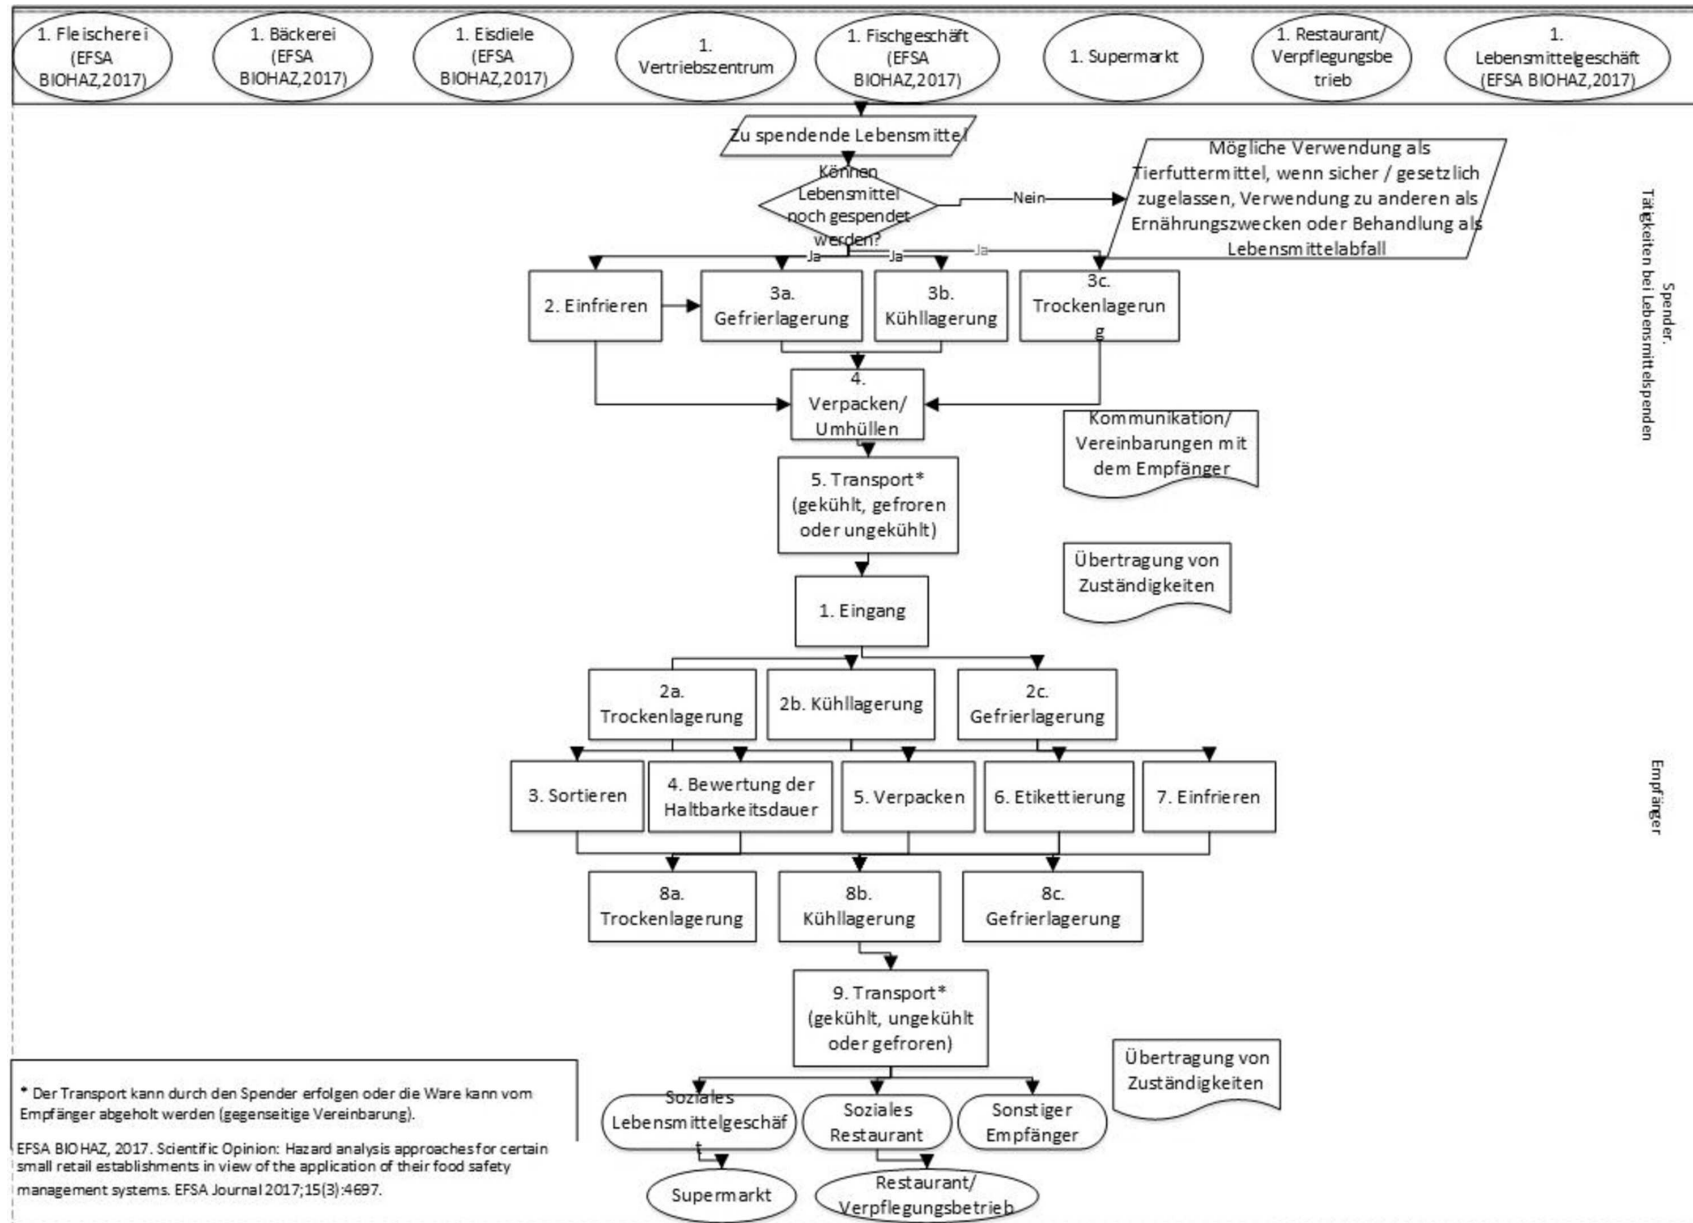 1. Fleischerei
(EFSA
BIOHAZ,2017)
1. Bäckerei
(EFSA
BIOHAZ,2017)
1. Eisdiele
(EFSA
BIOHAZ,2017)
1.
Vertriebszentrum
1. Fischgeschäft
(EFSA
BIOHAZ,2017)
1. Supermarkt
1. Restaurant/
Verpflegungsbe
trieb
1.
Lebensmittelgeschäft
(EFSA BIOHAZ,2017)
Zu spendende Lebensmittel
Können
Lebensmittel
noch gespendet
werden?
Nein
Mögliche Verwendung als
Tierfuttermittel, wenn sicher / gesetzlich
zugelassen, Verwendung zu anderen als
Ernährungszwecken oder Behandlung als
Lebensmittelabfall
Ja
Ja
Ja
2. Einfrieren
3a.
Gefrierlagerung
3b.
Kühllagerung
3c.
Trockenlagerun
g
Spender.
Tätigkeiten bei Lebensmittelspenden
4.
Verpacken/
Umhüllen
Kommunikation/
Vereinbarungen mit
dem Empfänger
5. Transport*
(gekühlt, gefroren
oder ungekühlt)
Übertragung von
Zuständigkeiten
1. Eingang
2a.
Trockenlagerung
2b. Kühllagerung
2c.
Gefrierlagerung
3. Sortieren
4. Bewertung der
Haltbarkeitsdauer
5. Verpacken
6. Etikettierung
7. Einfrieren
Empfänger
8a.
Trockenlagerung
8b.
Kühllagerung
8c.
Gefrierlagerung
9. Transport*
(gekühlt, ungekühlt
oder gefroren)
Übertragung von
Zuständigkeiten
Soziales
Lebensmittelgeschäf
t
Soziales
Restaurant
Sonstiger
Empfänger
Supermarkt
Restaurant/
Verpflegungsbetrieb
* Der Transport kann durch den Spender erfolgen oder die Ware kann vom
Empfänger abgeholt werden (gegenseitige Vereinbarung).
EFSA BIOHAZ, 2017. Scientific Opinion: Hazard analysis approaches for certain
small retail establishments in view of the application of their food safety
management systems. EFSA Journal 2017;15(3):4697.